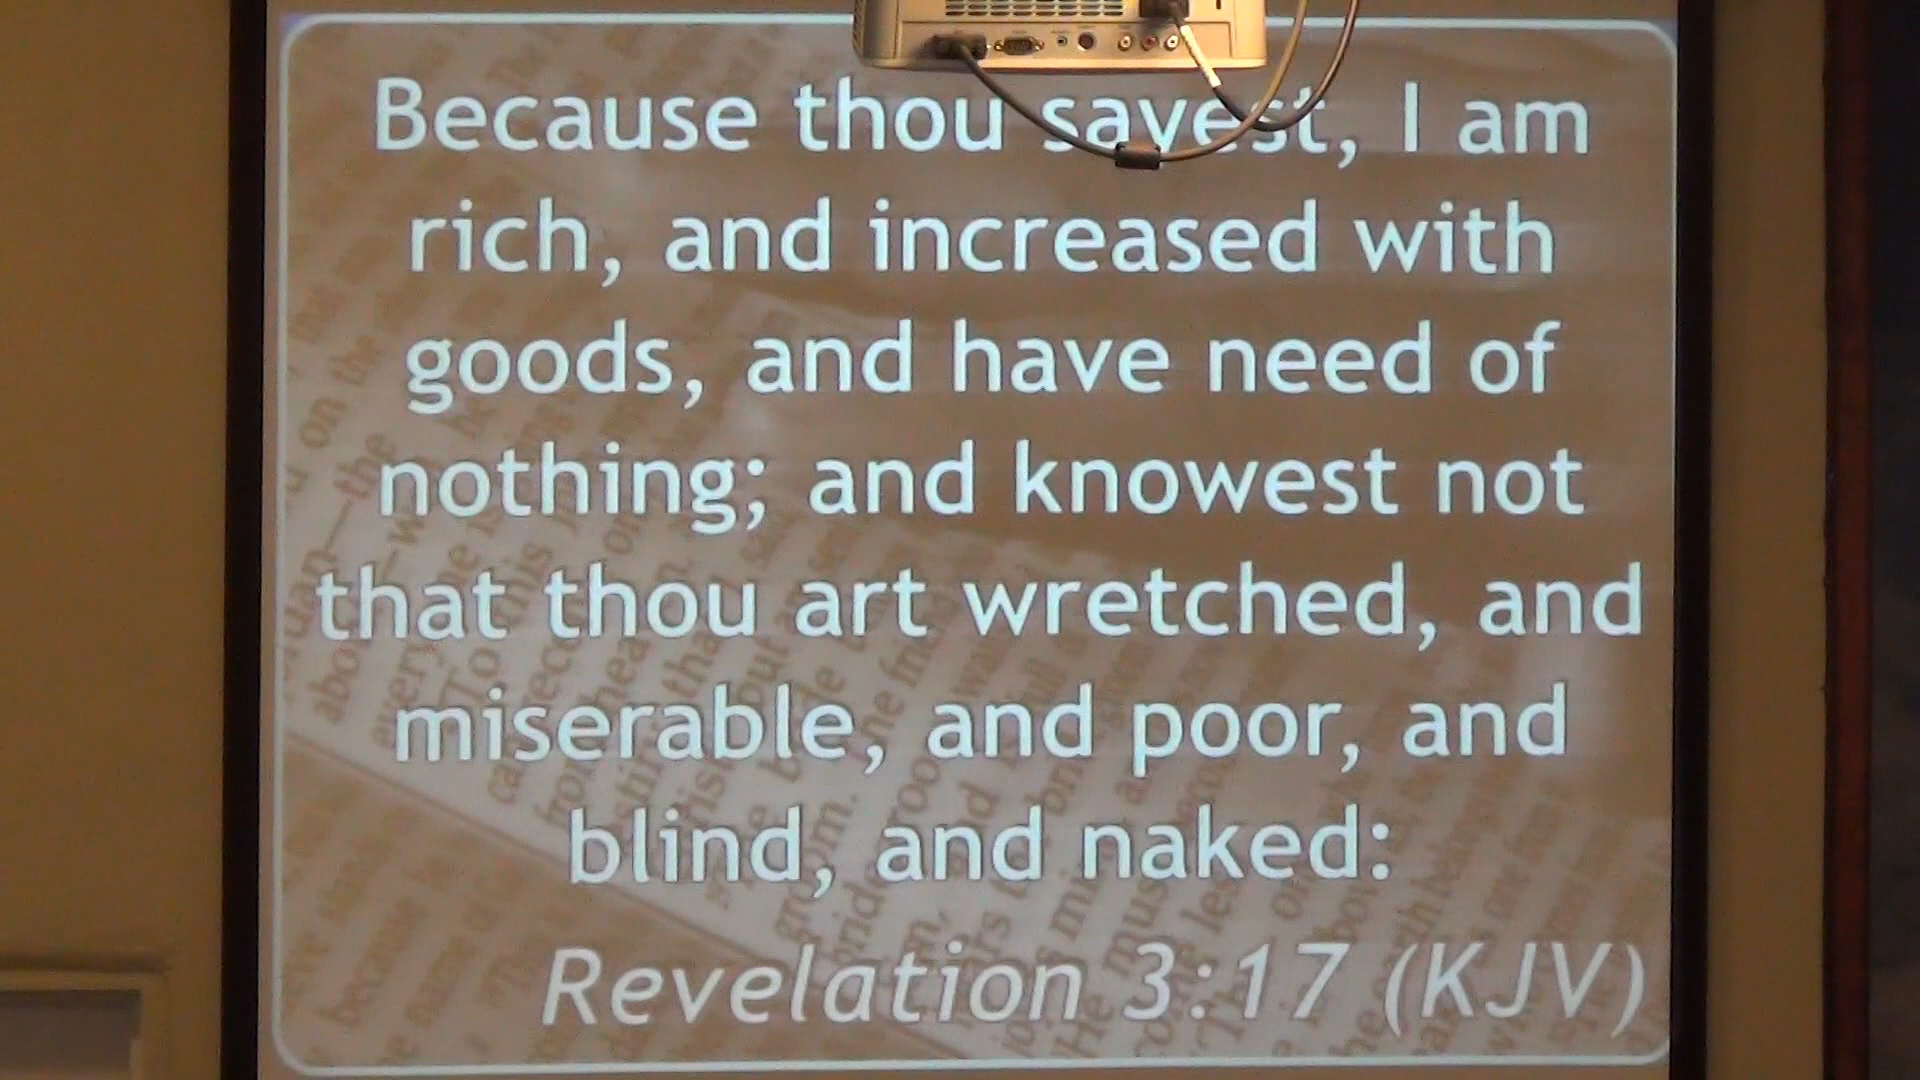 Because thou sayest, I am
rich, and increased with
goods, and have need of
nothing; and knowest not
that thou art wretched, and
miserable, and poor, and
blind, and naked:
Revelation 3:17 (KJV)